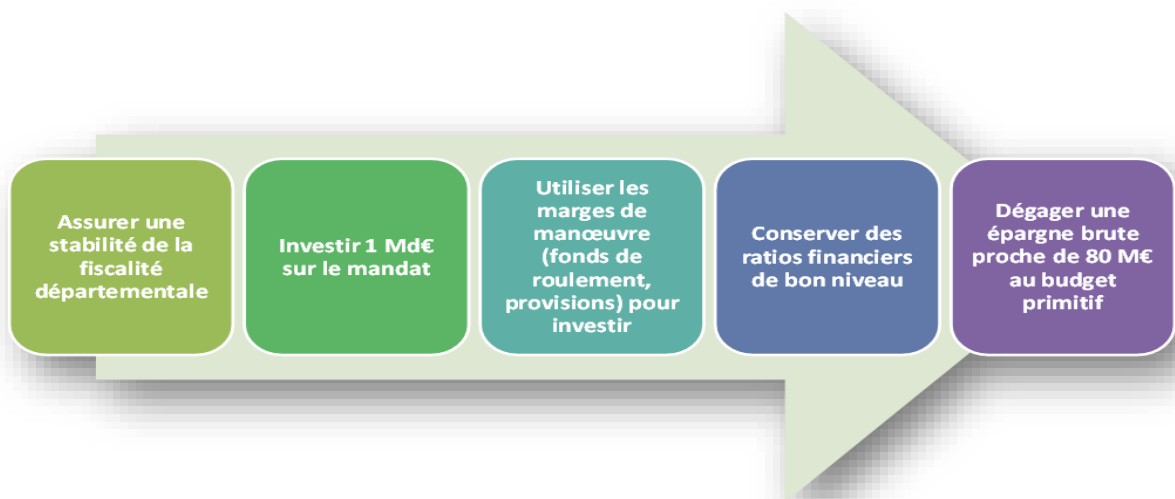 Assurer une
stabilité de la
fiscalité
départementale
Investir 1 Md€
sur le mandat
Utiliser les
marges de
manœuvre
(fonds de
roulement,
provisions) pour
investir
Conserver des
ratios financiers
de bon niveau
Dégager une
épargne brute
proche de 80 M€
au budget
primitif